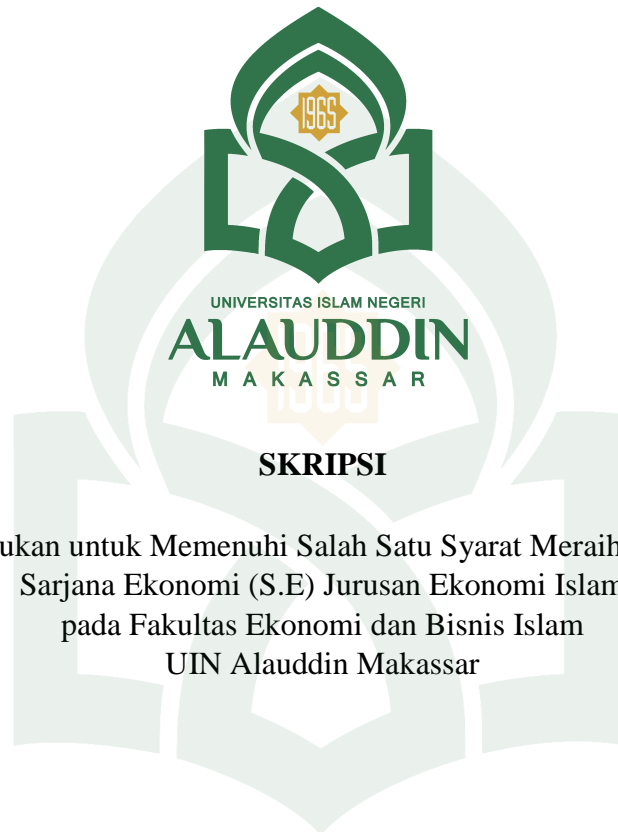 1965
UNIVERSITAS ISLAM NEGERI
ALAUDDIN
MAKASSAR
SKRIPSI
ukan untuk Memenuhi Salah Satu Syarat Meraih
Sarjana Ekonomi (S.E) Jurusan Ekonomi Islam
pada Fakultas Ekonomi dan Bisnis Islam
UIN Alauddin Makassar